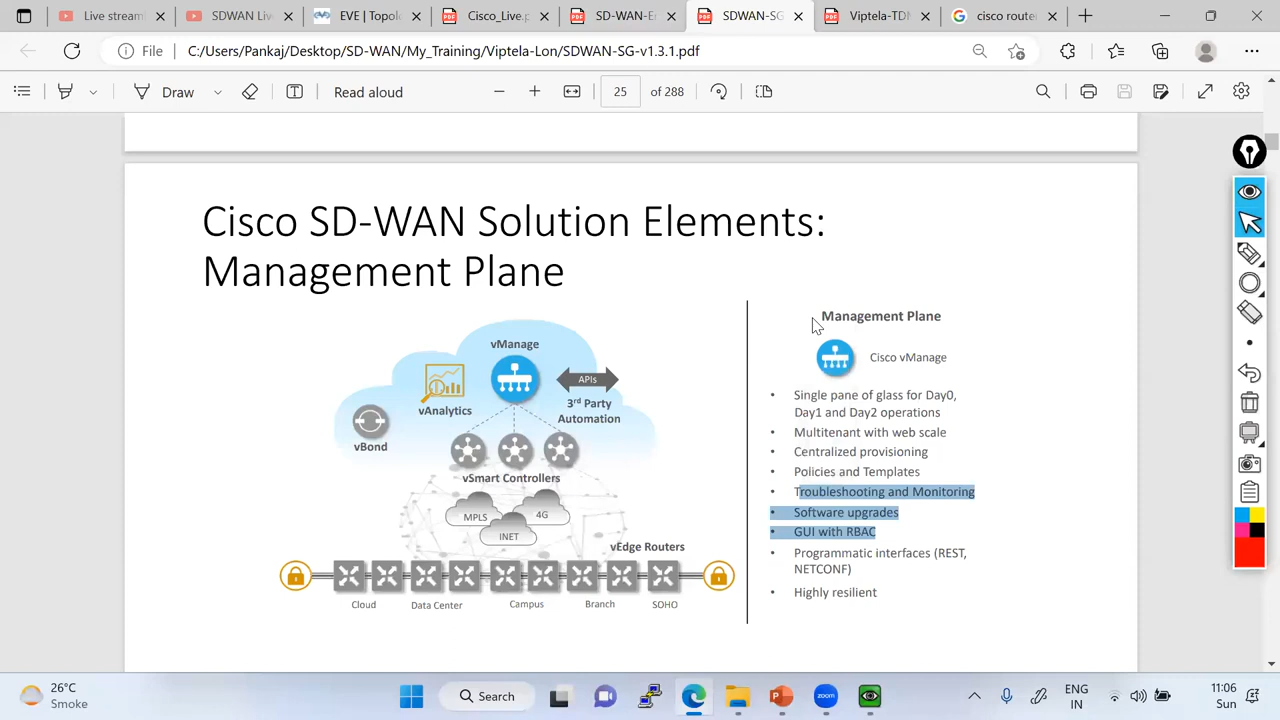 Live stream
SDWAN Live
EVE | Topol
Cisco_Live.p
SD-WAN-E
SDWAN-SG
Viptela-TDN
cisco route
File
C:/Users/Pankaj/Desktop/SD-WAN/My_Training/Viptela-Lon/SDWAN-SG-v1.3.1.pdf
Draw
Read aloud
25
of 288
Cisco SD-WAN Solution Elements:
Management Plane
vManage
APIs
3rd Party
Automation
vAnalytics
vBond
vSmart Controllers
MPLS
4G
INET
vEdge Routers
Cloud
Data Center
Campus
Branch
SOHO
Management Plane
Cisco vManage
• Single pane of glass for Day0,
Day1 and Day2 operations
• Multitenant with web scale
• Centralized provisioning
• Policies and Templates
• Troubleshooting and Monitoring
• Software upgrades
• GUI with RBAC
• Programmatic interfaces (REST,
NETCONF)
• Highly resilient
26°C
Smoke
Search
zoom
ENG
IN
11:06
Sun